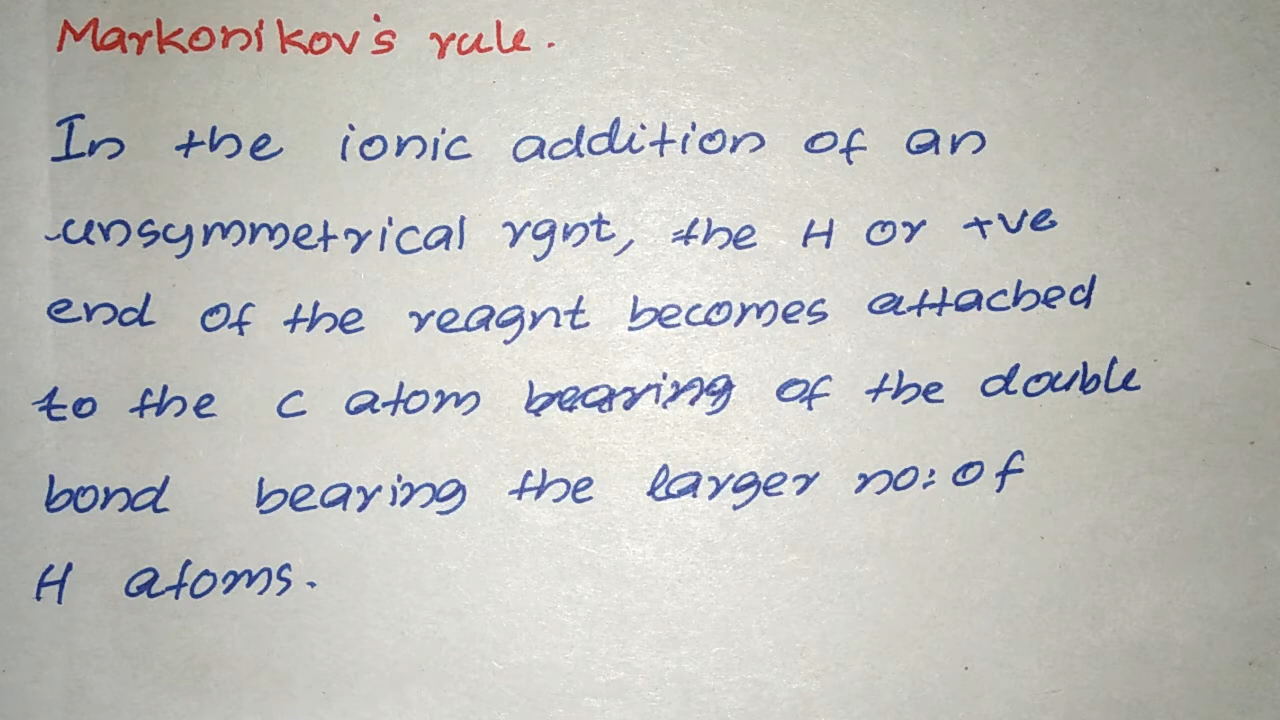 Markonikov's rule.
In the ionic addition of an
unsymmetrical rgnt, the H or +ve
end of the reagnt becomes attached
to the C atom bearing of the double
bond bearing the larger no: of
H atoms.